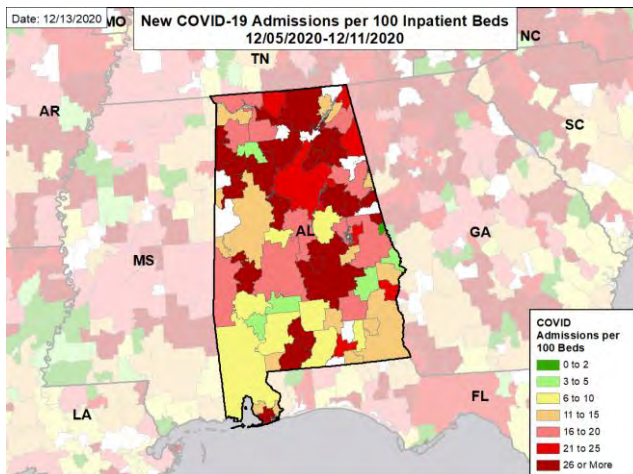 Date: 12/13/2020
New COVID-19 Admissions per 100 Inpatient Beds
12/05/2020-12/11/2020
MO
TN
NC
AR
SC
MS
AL
GA
LA
FL
COVID
Admissions per
100 Beds
0 to 2
3 to 5
6 to 10
11 to 15
16 to 20
21 to 25
26 or More